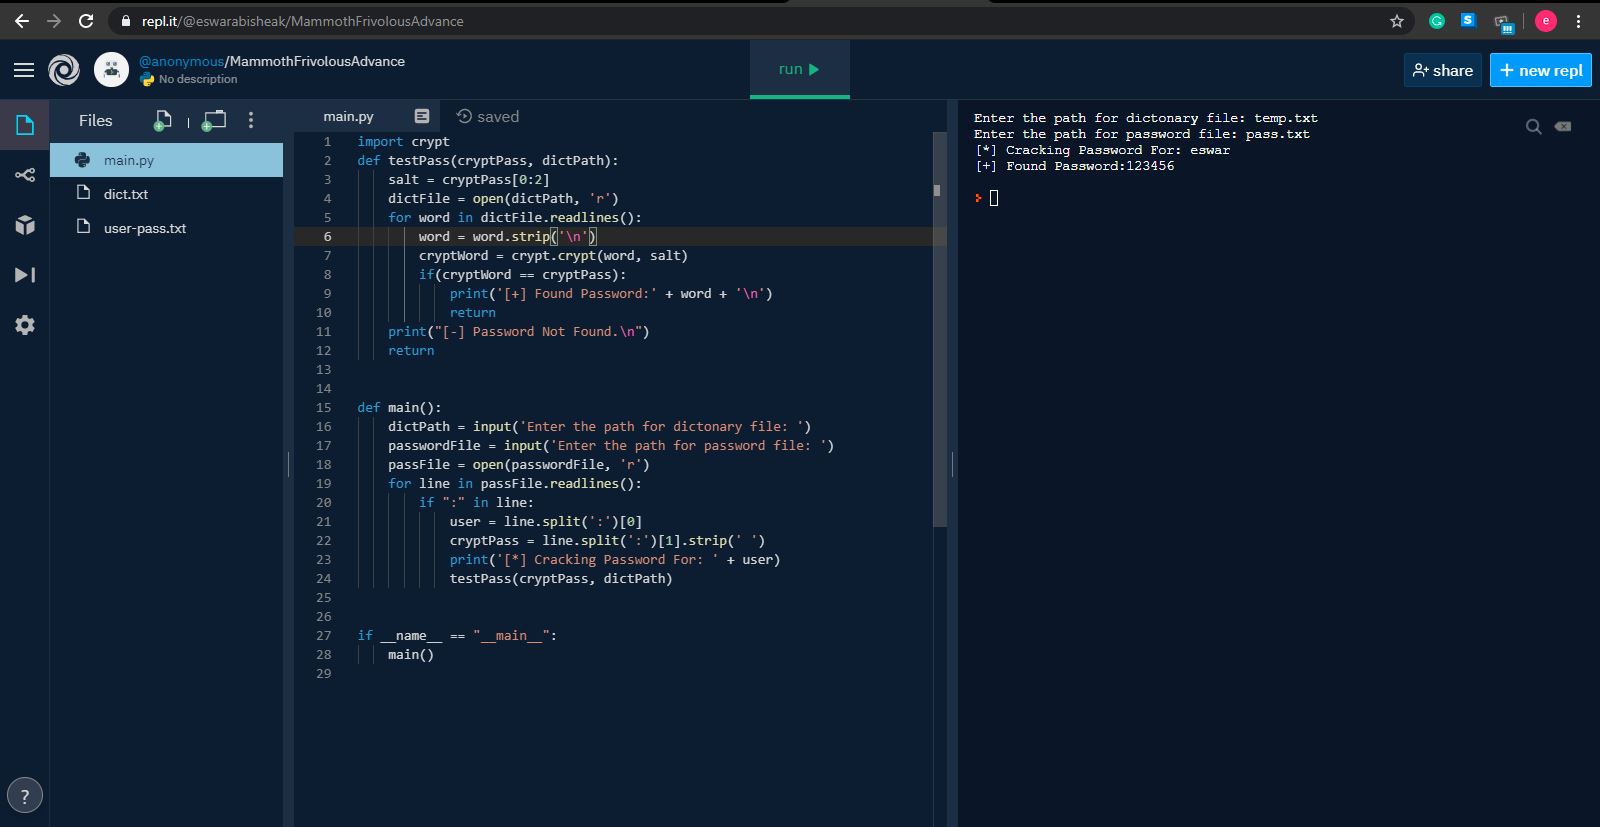 repl.it/@eswarabisheak/MammothFrivolousAdvance
S
e
@anonymous/MammothFrivolousAdvance
No description
run
share
+ new repl
Files
main.py
dict.txt
user-pass.txt
main.py
saved
1 import crypt
2 def testPass(cryptPass, dictPath):
3 salt = cryptPass[0:2]
4 dictFile = open(dictPath, 'r')
5 for word in dictFile.readlines():
6 word = word.strip('\n')
7 cryptWord = crypt.crypt(word, salt)
8 if(cryptWord == cryptPass):
9 print('[+] Found Password:' + word + '\n')
10 return
11 print("[-] Password Not Found.\n")
12 return
13
14
15 def main():
16 dictPath = input('Enter the path for dictonary file: ')
17 passwordFile = input('Enter the path for password file: ')
18 passFile = open(passwordFile, 'r')
19 for line in passFile.readlines():
20 if ":" in line:
21 user = line.split(':')[0]
22 cryptPass = line.split(':')[1].strip(' ')
23 print('[*] Cracking Password For: ' + user)
24 testPass(cryptPass, dictPath)
25
26
27 if __name__ == "__main__":
28 main()
29
Enter the path for dictonary file: temp.txt
Enter the path for password file: pass.txt
[*] Cracking Password For: eswar
[+] Found Password:123456
?